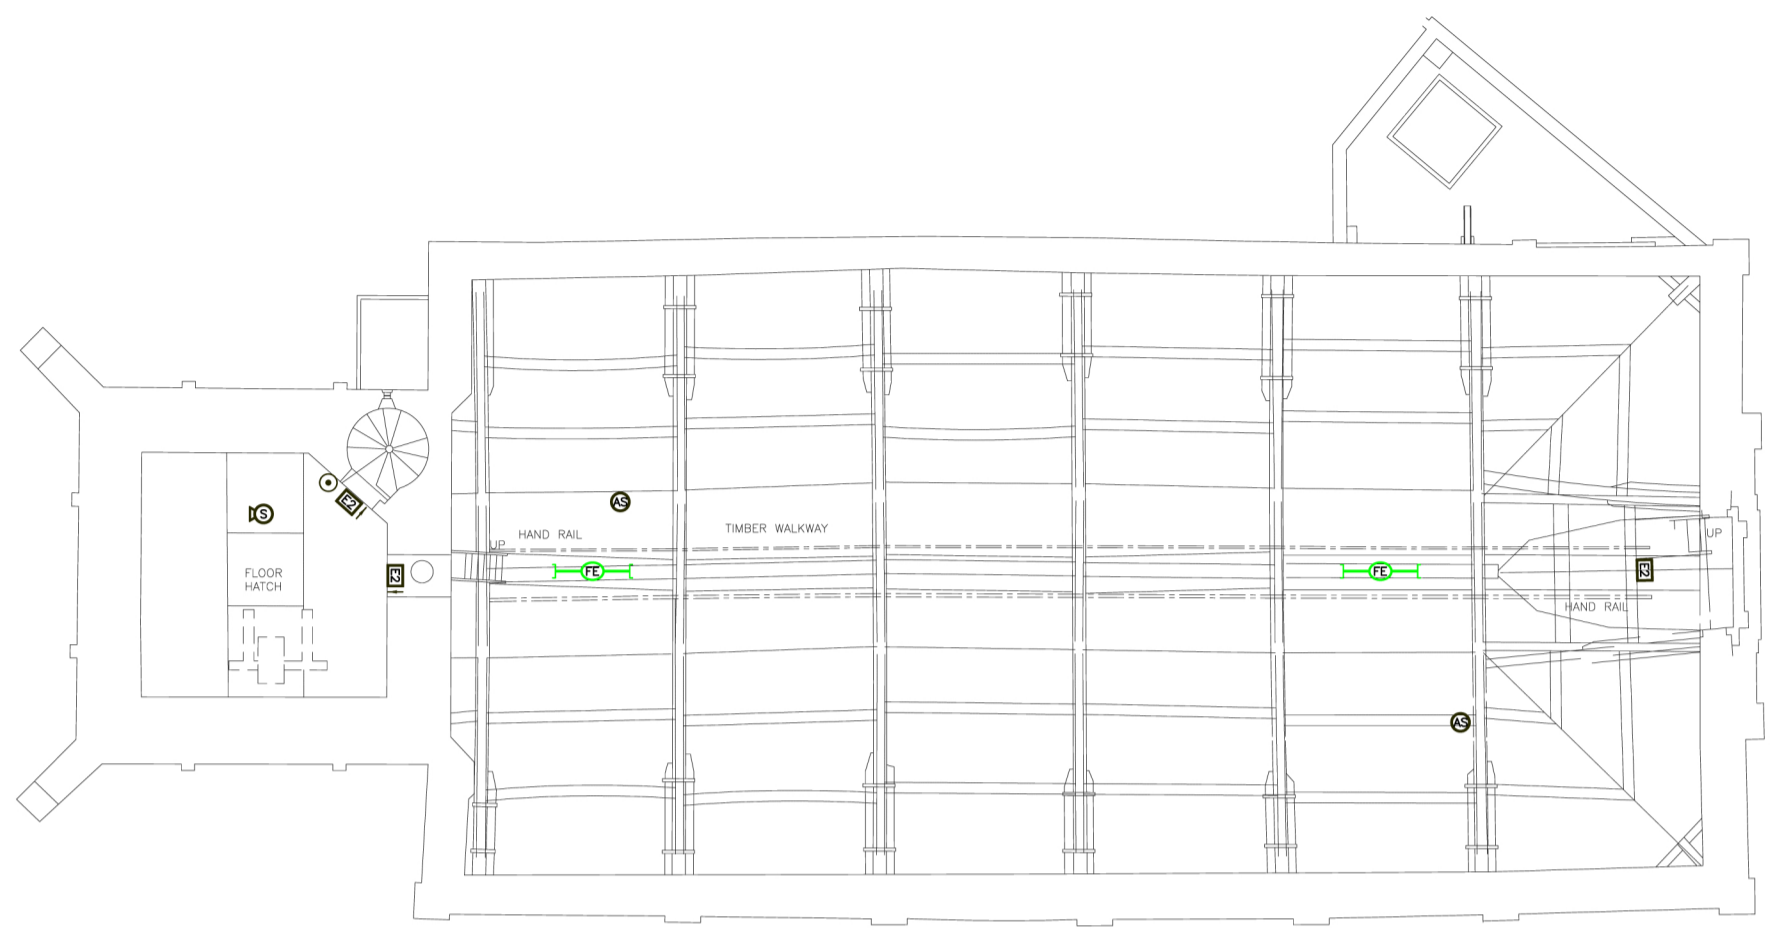 AS
HAND RAIL
TIMBER WALKWAY
UP
UP
E2
S
FLOOR
HATCH
E2
FE
FE
E2
HAND RAIL
AS